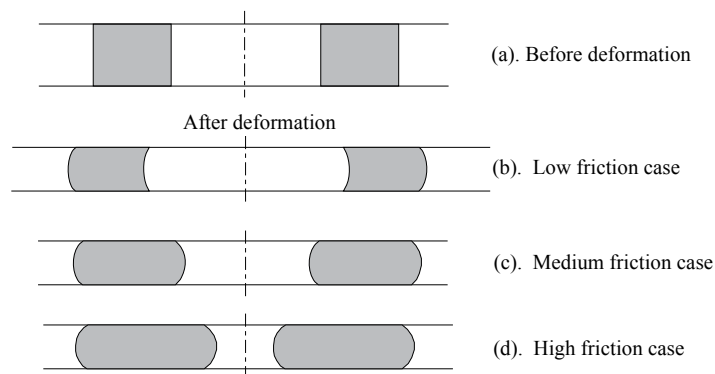 (a). Before deformation
After deformation
(b). Low friction case
(c). Medium friction case
(d). High friction case